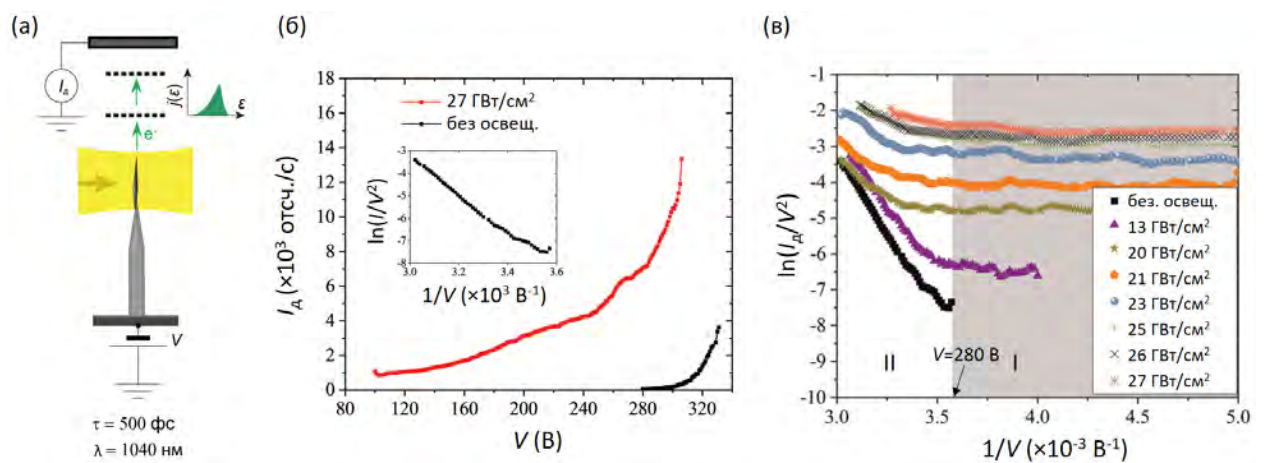 (а)
Iд
j(ε)
ε
e-
V
τ = 500 фс
λ = 1040 нм
(б)
18
16
14
12
10
8
6
4
2
0
Iд (×10³ отсч./с)
80
120
160
200
240
280
320
V (В)
27 ГВт/см²
без освещ.
-3
-4
-5
-6
-7
-8
ln(I/V²)
3.0
3.2
3.4
3.6
1/V (×10³ В⁻¹)
(в)
-1
-2
-3
-4
-5
-6
-7
-8
-9
-10
ln(Iд/V²)
II
V=280 В
I
без. освещ.
13 ГВт/см²
20 ГВт/см²
21 ГВт/см²
23 ГВт/см²
25 ГВт/см²
26 ГВт/см²
27 ГВт/см²
3.0
3.5
4.0
4.5
5.0
1/V (×10⁻³ В⁻¹)